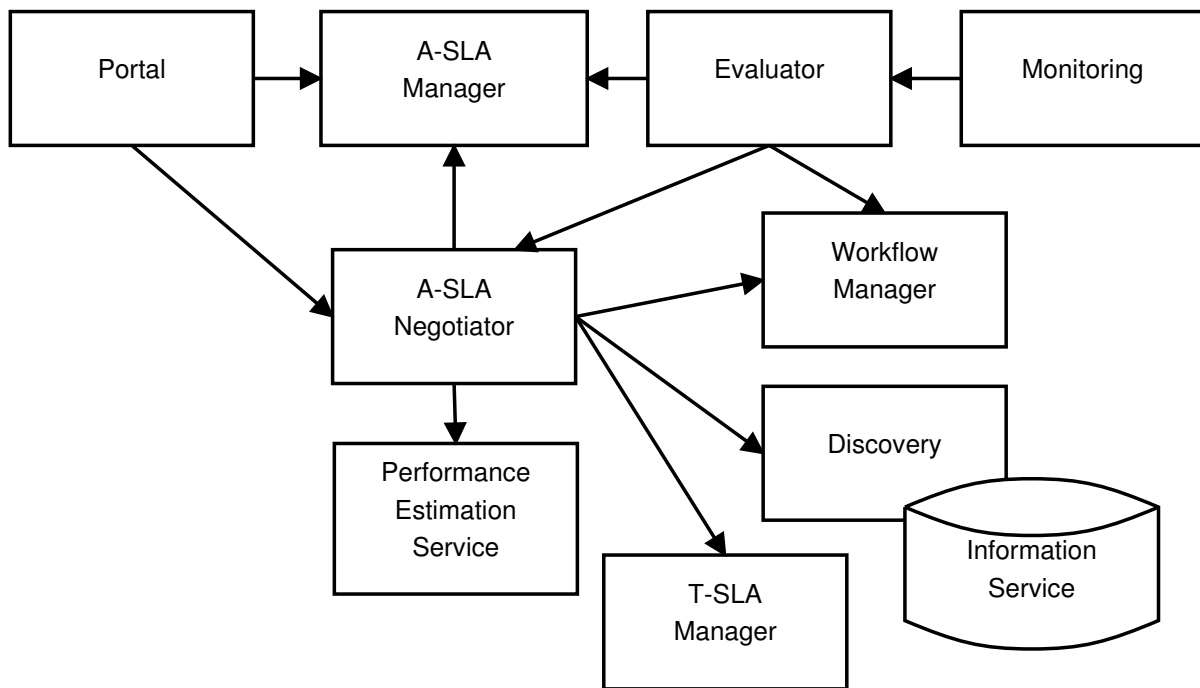 Portal
A-SLA
Manager
Evaluator
Monitoring
A-SLA
Negotiator
Workflow
Manager
Performance
Estimation
Service
Discovery
Information
Service
T-SLA
Manager